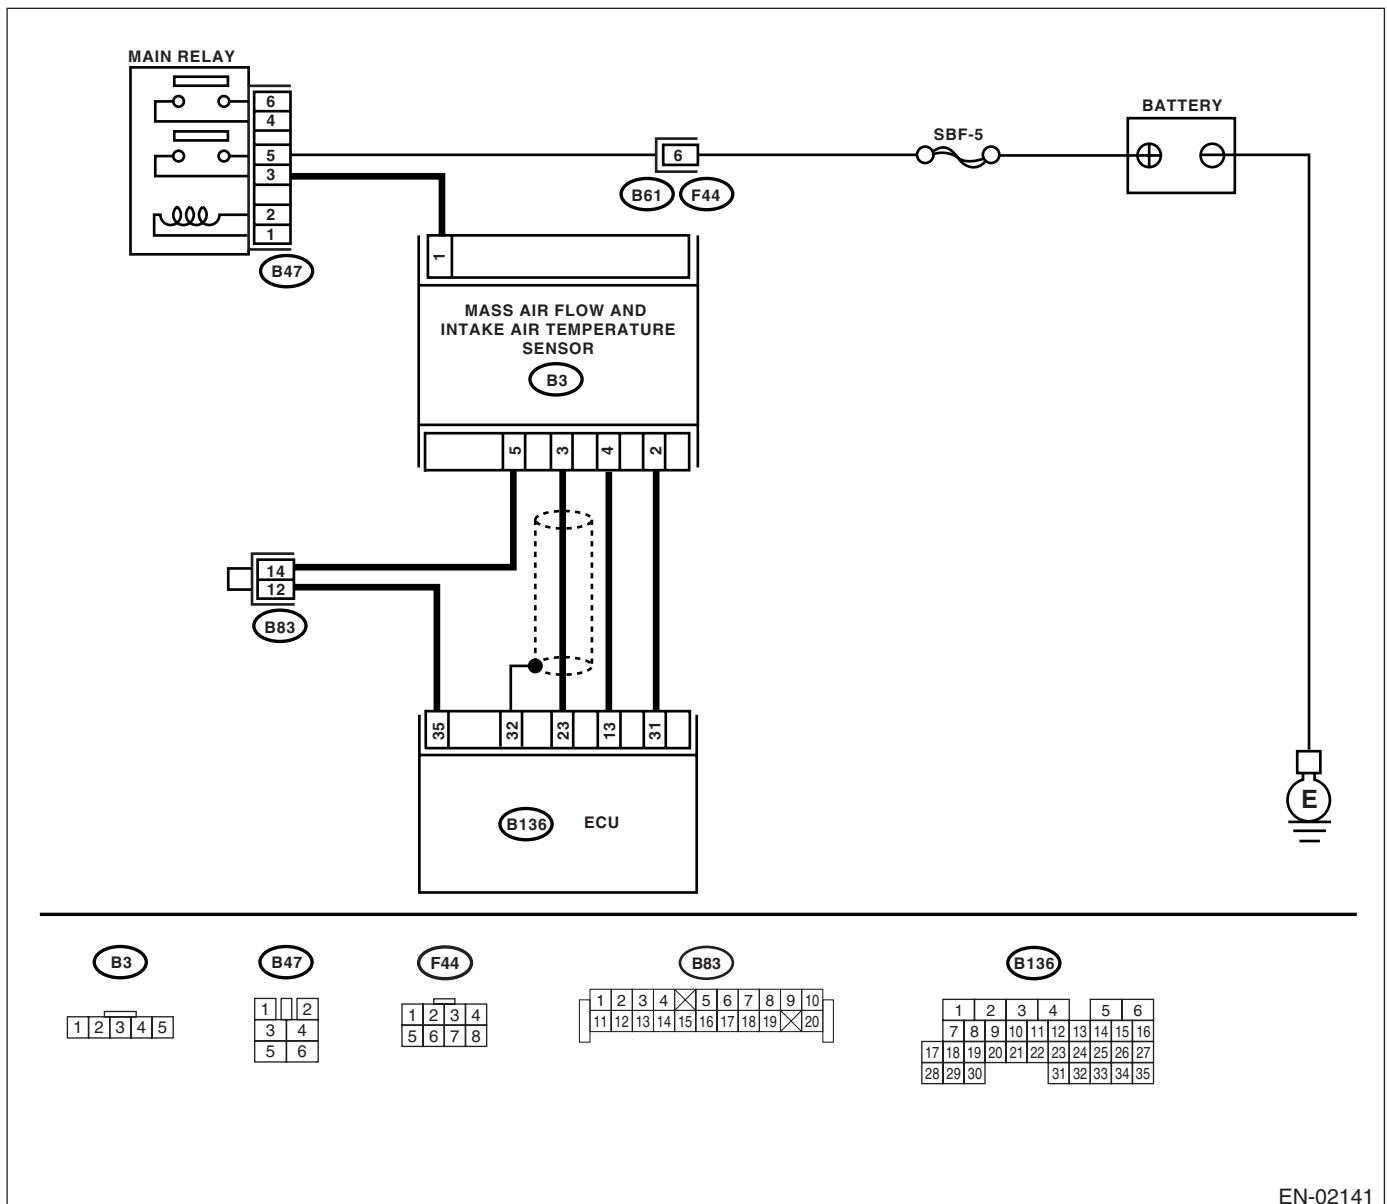 MAIN RELAY
6
4
5
3
2
1
B47
6
B61 F44
SBF-5
BATTERY
1
MASS AIR FLOW AND
INTAKE AIR TEMPERATURE
SENSOR
B3
5 3 4 2
14
12
B83
35 32 23 13 31
B136 ECU
E
B3
1 2 3 4 5
B47
1 2
3 4
5 6
F44
1 2 3 4
5 6 7 8
B83
1 2 3 4 5 6 7 8 9 10
11 12 13 14 15 16 17 18 19 20
B136
1 2 3 4 5 6
7 8 9 10 11 12 13 14 15 16
17 18 19 20 21 22 23 24 25 26 27
28 29 30 31 32 33 34 35
EN-02141